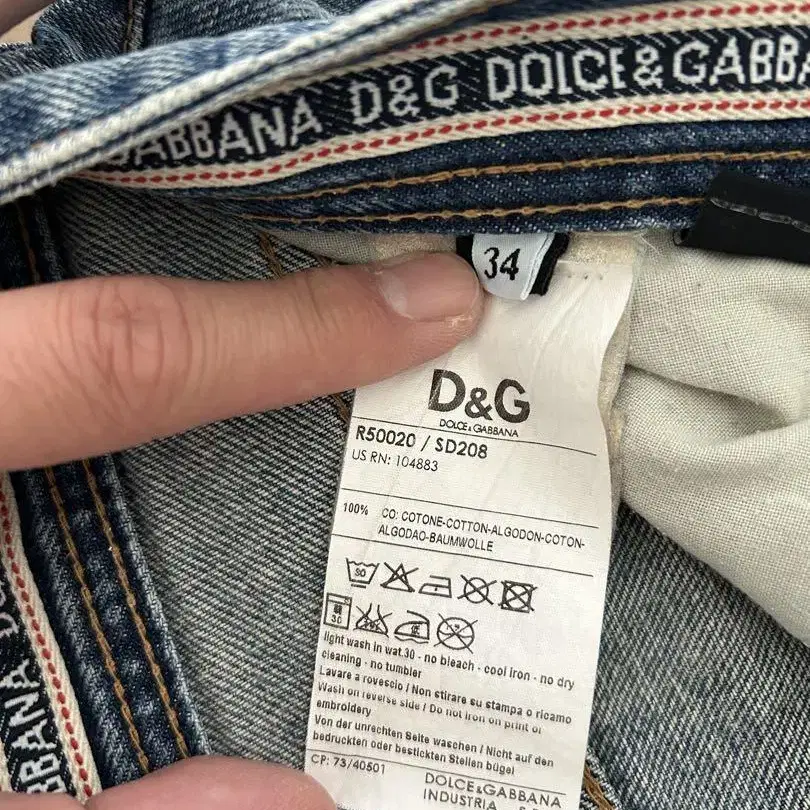 GABBANA D&G DOLCE&GABBA
34
D&G
DOLCE&GABBANA
R50020 / SD208
US RN: 104883
100% CO: COTONE-COTTON-ALGODON-COTON-
ALGODAO-BAUMWOLLE
30
light wash in wat.30 - no bleach - cool iron - no dry
cleaning - no tumbler
Lavare a rovescio / Non stirare su stampa o ricamo
Wash on reverse side / Do not iron on print or
embroidery
Von der unrechten Seite waschen / Nicht auf den
bedruckten oder bestickten Stellen bügel
CP: 73/40501
DOLCE&GABBANA
INDUSTRIA
BBANA D